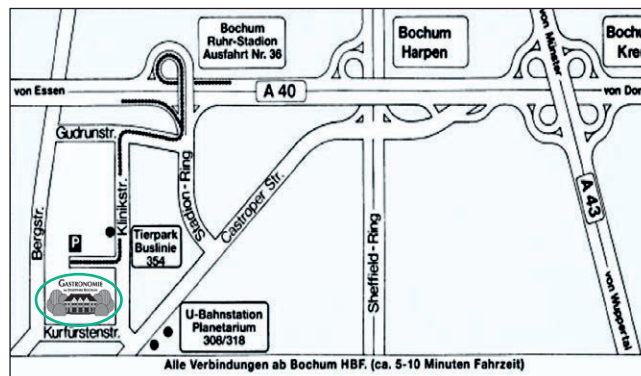 Bochum
Ruhr-Stadion
Ausfahrt Nr. 36
Bochum
Harpen
von Münster
Bochu
Kre
von Essen
A 40
von Dor
Gudrunstr.
Bergstr.
Klinikstr.
Stadion-Ring
Castroper Str.
Sheffield-Ring
A 43
von Wuppertal
P
Tierpark
Buslinie
354
GASTRONOMIE
Kurfürstenstr.
U-Bahnstation
Planetarium
308/318
Alle Verbindungen ab Bochum HBF. (ca. 5-10 Minuten Fahrzeit)